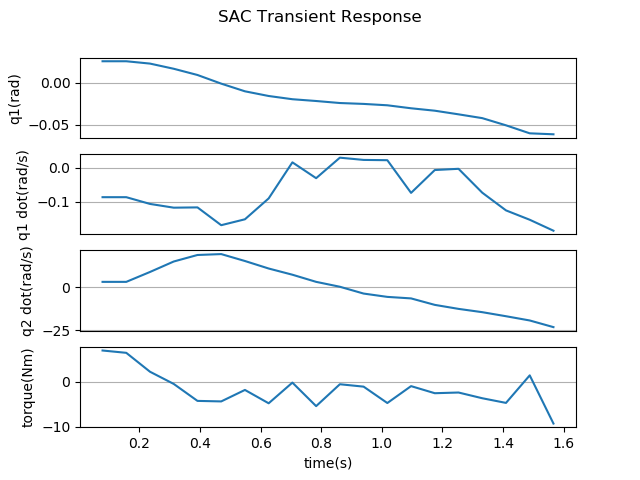 SAC Transient Response
q1(rad)
0.00
−0.05
q1 dot(rad/s)
0.0
−0.1
q2 dot(rad/s)
0
−25
torque(Nm)
0
−10
0.2 0.4 0.6 0.8 1.0 1.2 1.4 1.6
time(s)